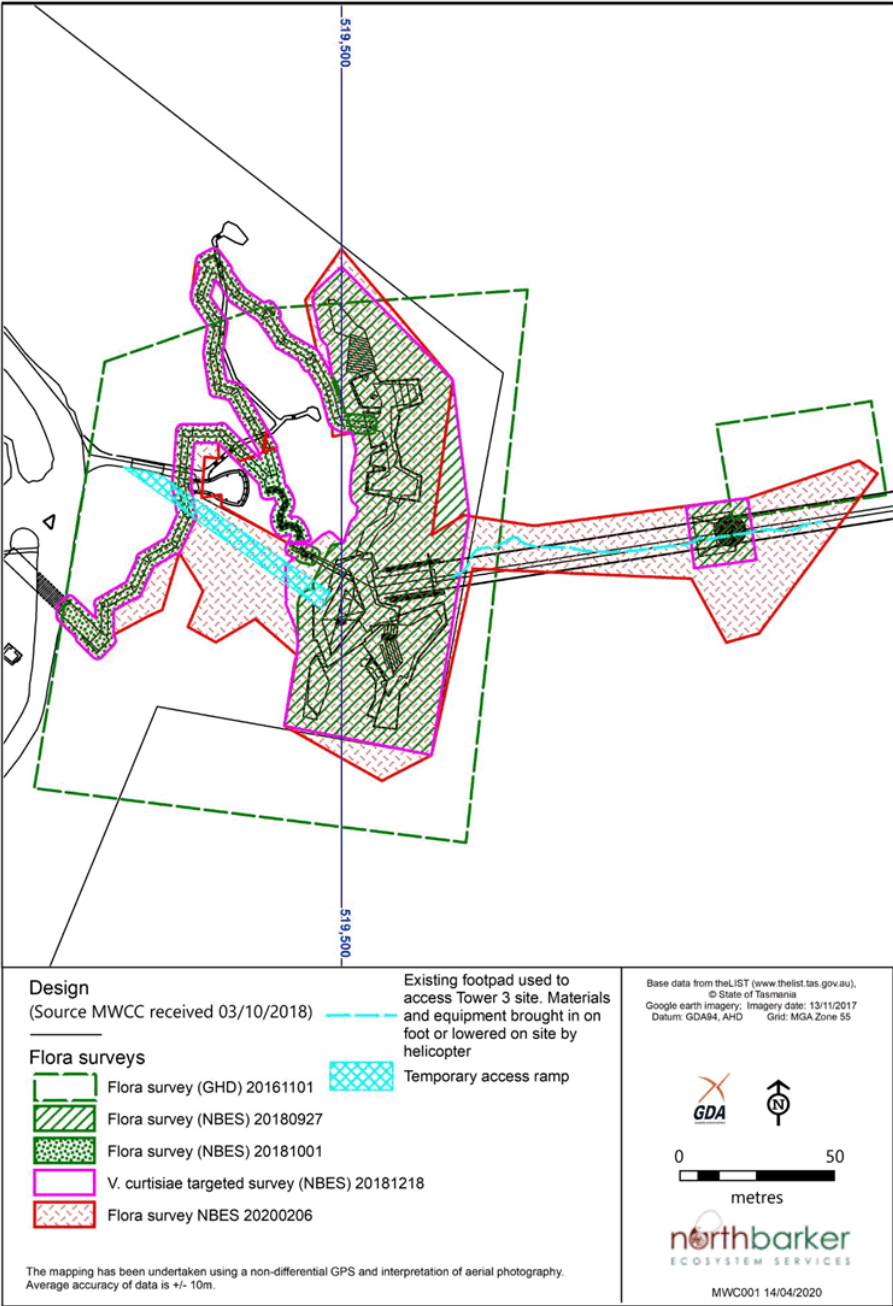 519,500
519,500
Design
(Source MWCC received 03/10/2018)
Flora surveys
Flora survey (GHD) 20161101
Flora survey (NBES) 20180927
Flora survey (NBES) 20181001
V. curtisiae targeted survey (NBES) 20181218
Flora survey NBES 20200206
Existing footpad used to
access Tower 3 site. Materials
and equipment brought in on
foot or lowered on site by
helicopter
Temporary access ramp
The mapping has been undertaken using a non-differential GPS and interpretation of aerial photography.
Average accuracy of data is +/- 10m.
Base data from theLIST (www.thelist.tas.gov.au),
© State of Tasmania
Google earth imagery; Imagery date: 13/11/2017
Datum: GDA94, AHD Grid: MGA Zone 55
GDA
N
0 50
metres
northbarker
ECOSYSTEM SERVICES
MWC001 14/04/2020